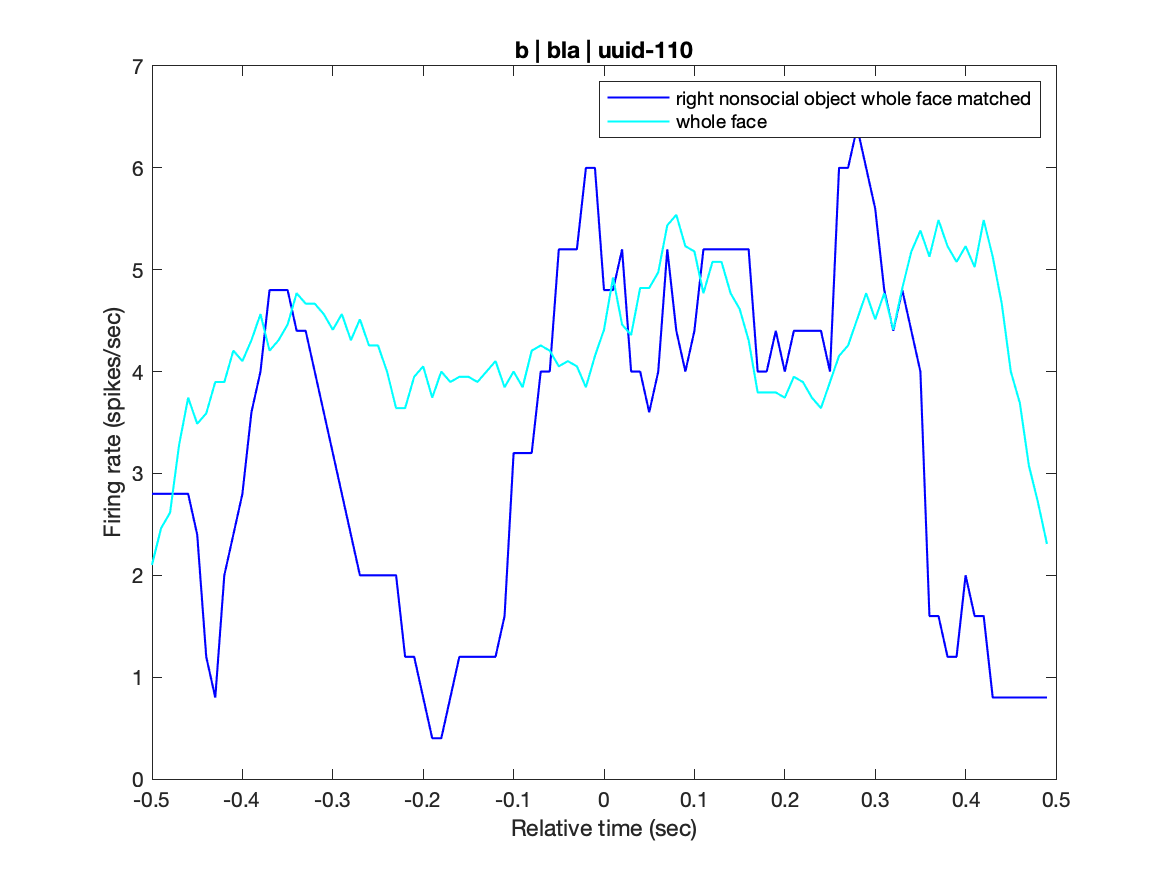 b | bla | uuid-110
right nonsocial object whole face matched
whole face
Firing rate (spikes/sec)
7
6
5
4
3
2
1
0
-0.5 -0.4 -0.3 -0.2 -0.1 0 0.1 0.2 0.3 0.4 0.5
Relative time (sec)